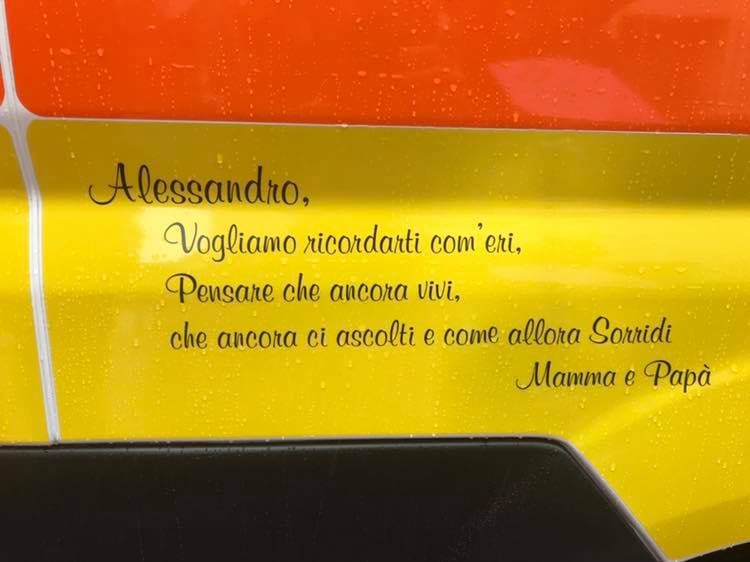 Alessandro,
Vogliamo ricordarti com'eri,
Pensare che ancora vivi,
che ancora ci ascolti e come allora Sorridi
Mamma e Papà